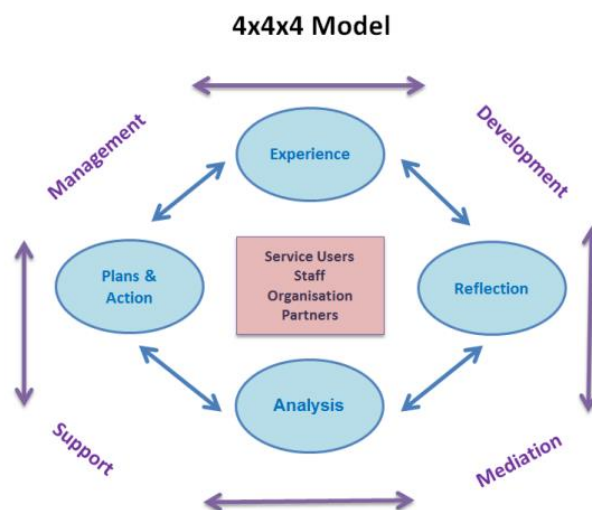 4x4x4 Model
Management
Development
Experience
Plans &
Action
Service Users
Staff
Organisation
Partners
Reflection
Analysis
Support
Mediation